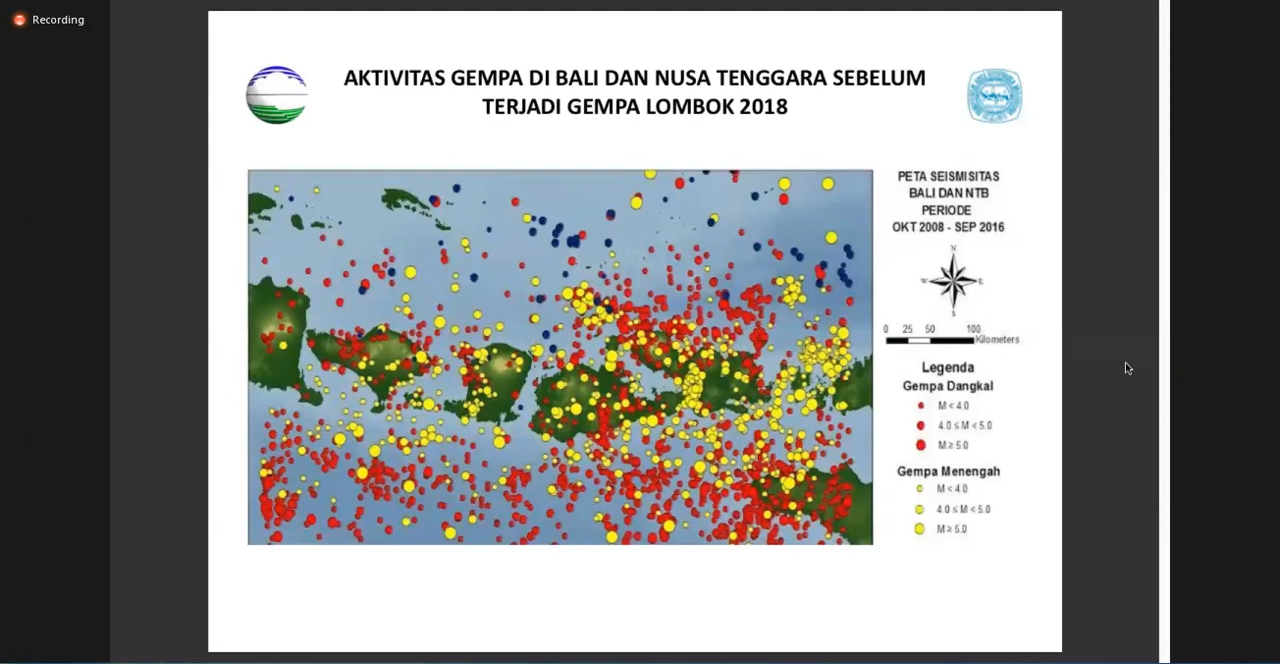 Recording
AKTIVITAS GEMPA DI BALI DAN NUSA TENGGARA SEBELUM
TERJADI GEMPA LOMBOK 2018
PETA SEISMISITAS
BALI DAN NTB
PERIODE
OKT 2008 - SEP 2016
N
W
E
S
0 25 50 100
Kilometers
Legenda
Gempa Dangkal
M < 4.0
4.0 ≤ M < 5.0
M ≥ 5.0
Gempa Menengah
M < 4.0
4.0 ≤ M < 5.0
M ≥ 5.0